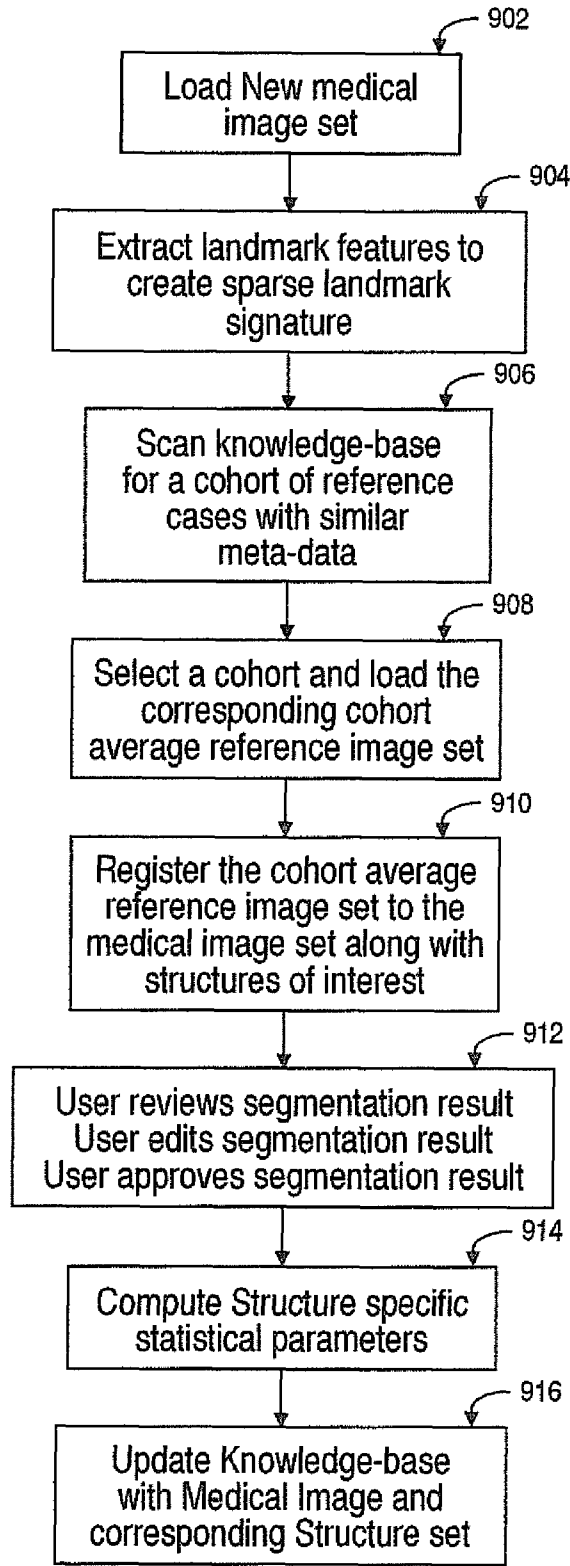 902
Load New medical
image set
904
Extract landmark features to
create sparse landmark
signature
906
Scan knowledge-base
for a cohort of reference
cases with similar
meta-data
908
Select a cohort and load the
corresponding cohort
average reference image set
910
Register the cohort average
reference image set to the
medical image set along with
structures of interest
912
User reviews segmentation result
User edits segmentation result
User approves segmentation result
914
Compute Structure specific
statistical parameters
916
Update Knowledge-base
with Medical Image and
corresponding Structure set